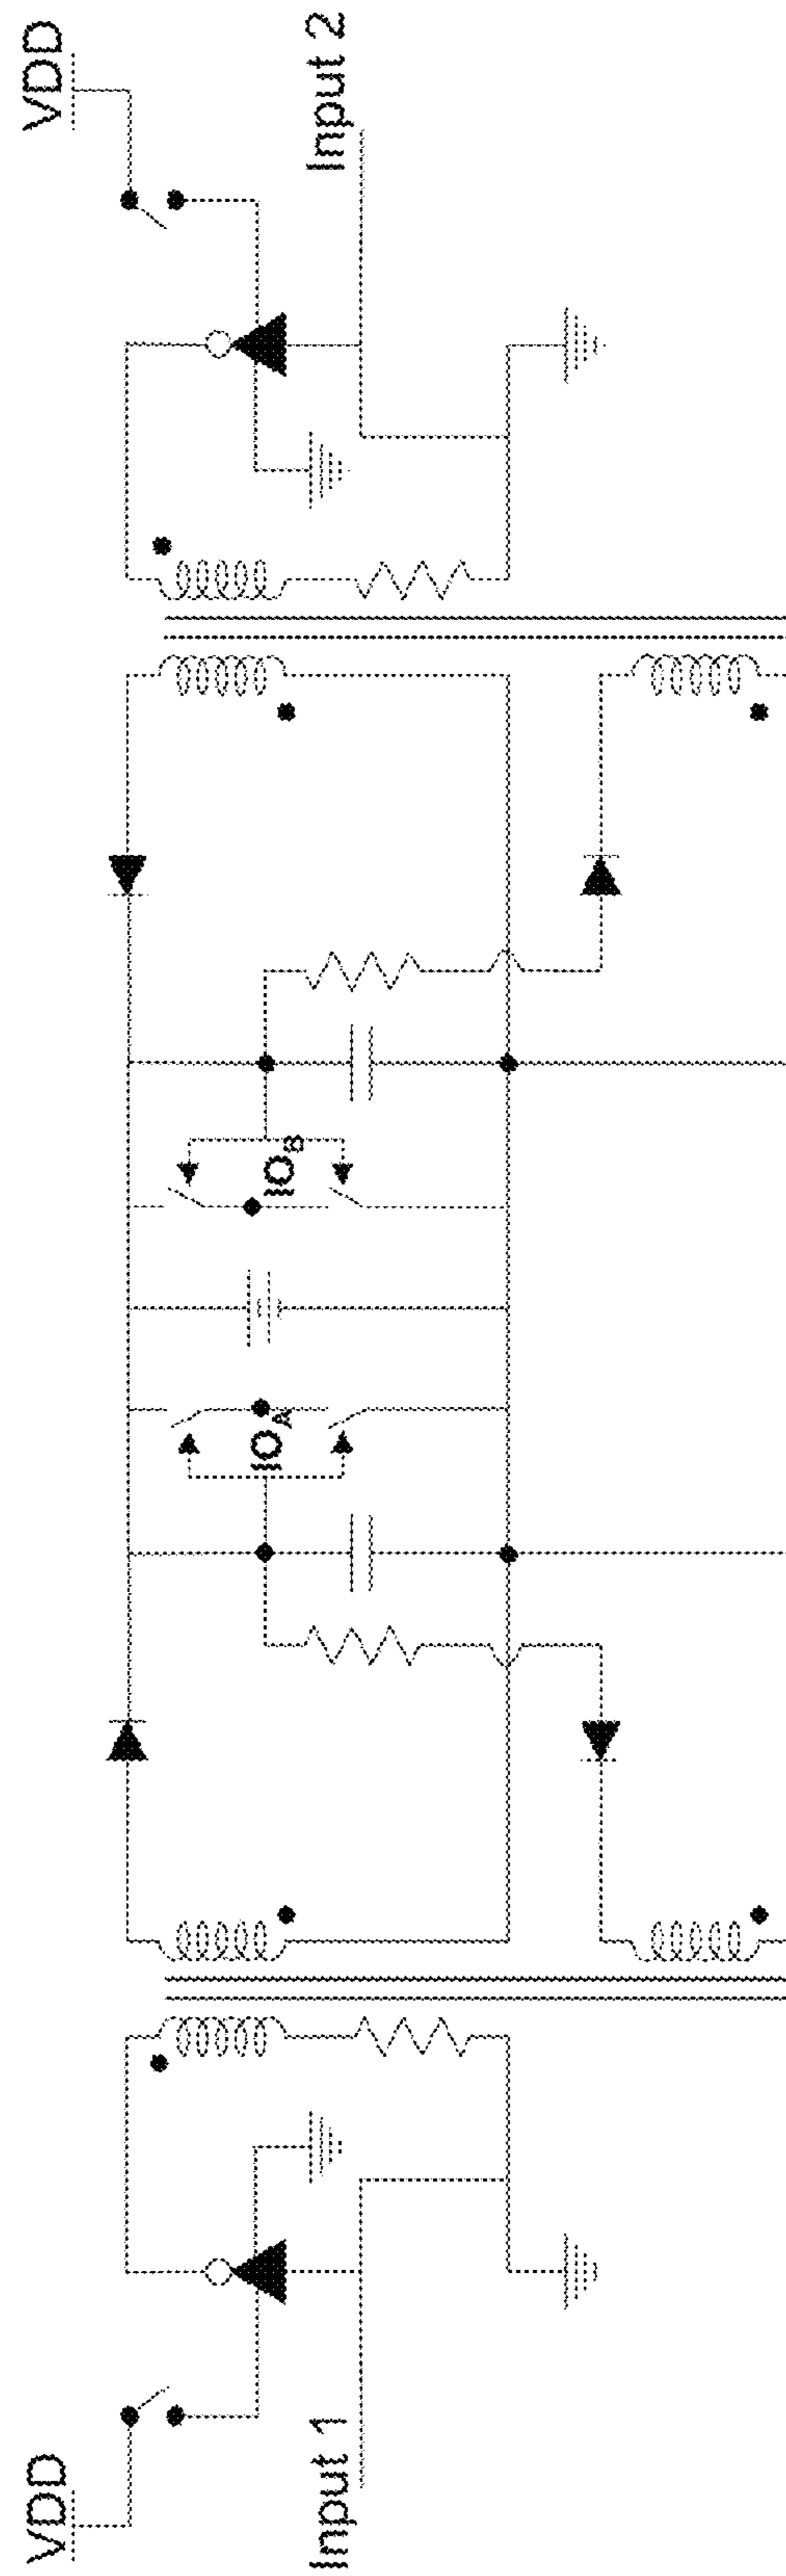 VDD
Input 1
IO_A
IO_B
VDD
Input 2